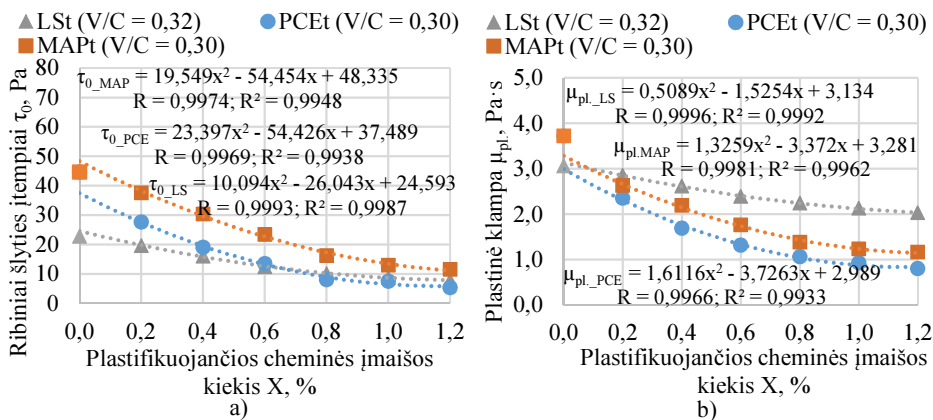 LSt (V/C = 0,32) PCEt (V/C = 0,30)
MAPt (V/C = 0,30)
Ribiniai šlyties įtempiai τ₀, Pa
80
70
60
50
40
30
20
10
0
τ₀_MAP = 19,549x² - 54,454x + 48,335
R = 0,9974; R² = 0,9948
τ₀_PCE = 23,397x² - 54,426x + 37,489
R = 0,9969; R² = 0,9938
τ₀_LS = 10,094x² - 26,043x + 24,593
R = 0,9993; R² = 0,9987
0,0 0,2 0,4 0,6 0,8 1,0 1,2
Plastifikuojančios cheminės įmaišos
kiekis X, %
a)
LSt (V/C = 0,32) PCEt (V/C = 0,30)
MAPt (V/C = 0,30)
Plastinė klampa μpl., Pa·s
5,0
4,0
3,0
2,0
1,0
0,0
μpl._LS = 0,5089x² - 1,5254x + 3,134
R = 0,9996; R² = 0,9992
μpl.MAP = 1,3259x² - 3,372x + 3,281
R = 0,9981; R² = 0,9962
μpl._PCE = 1,6116x² - 3,7263x + 2,989
R = 0,9966; R² = 0,9933
0,0 0,2 0,4 0,6 0,8 1,0 1,2
Plastifikuojančios cheminės įmaišos
kiekis X, %
b)